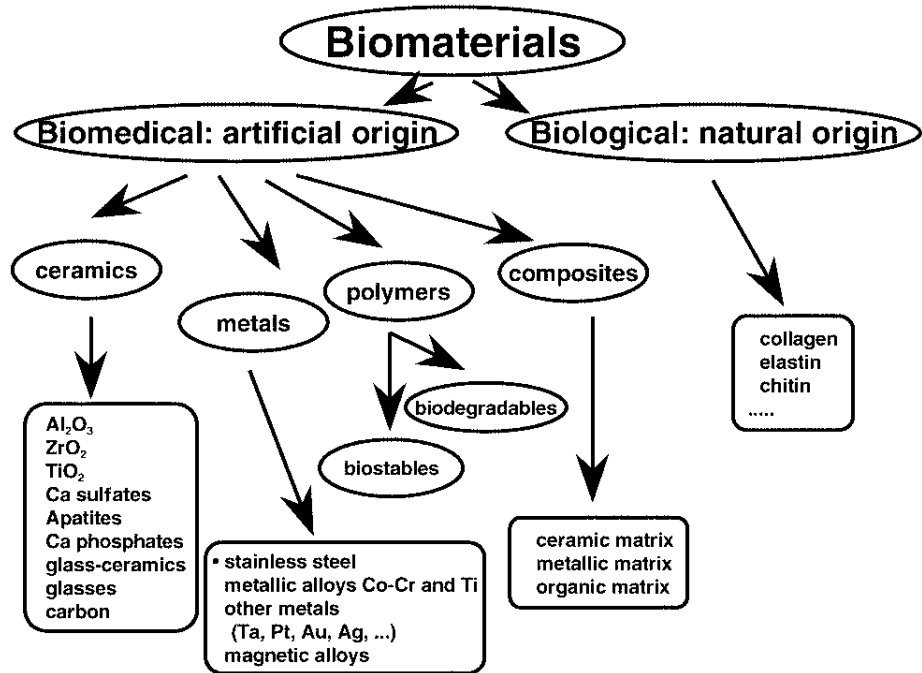 Biomaterials
Biomedical: artificial origin
Biological: natural origin
ceramics
metals
polymers
composites
biodegradables
biostables
Al₂O₃
ZrO₂
TiO₂
Ca sulfates
Apatites
Ca phosphates
glass-ceramics
glasses
carbon
• stainless steel
metallic alloys Co-Cr and Ti
other metals
(Ta, Pt, Au, Ag, ...)
magnetic alloys
ceramic matrix
metallic matrix
organic matrix
collagen
elastin
chitin
.....